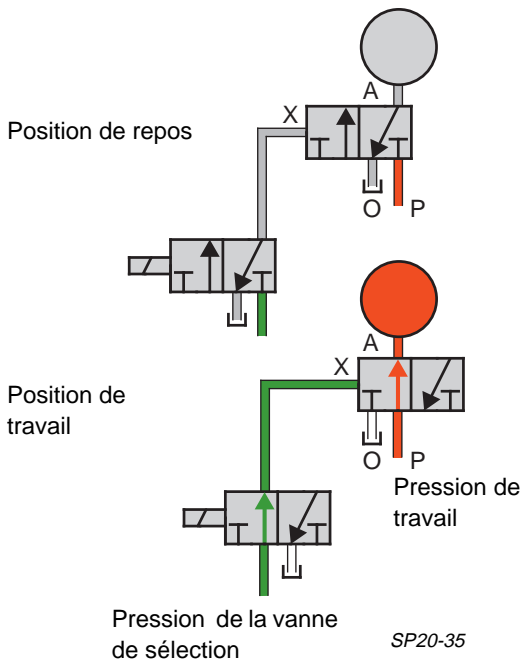 A
X
Position de repos
O P
A
X
Position de
travail
O P
Pression de
travail
Pression de la vanne
de sélection
SP20-35